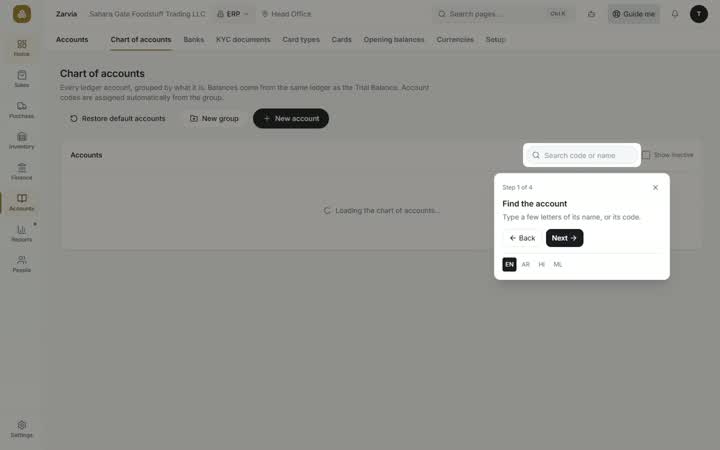 Zarvia
Sahara Gate Foodstuff Trading LLC
ERP
Head Office
Search pages...
Ctrl K
Guide me
T
Accounts
Chart of accounts
Banks
KYC documents
Card types
Cards
Opening balances
Currencies
Setup
Home
Sales
Purchase
Inventory
Finance
Accounts
Reports
People
Settings
Chart of accounts
Every ledger account, grouped by what it is. Balances come from the same ledger as the Trial Balance. Account
codes are assigned automatically from the group.
Restore default accounts
New group
New account
Accounts
Search code or name
Show inactive
Loading the chart of accounts...
Step 1 of 4
Find the account
Type a few letters of its name, or its code.
Back
Next
EN
AR
HI
ML